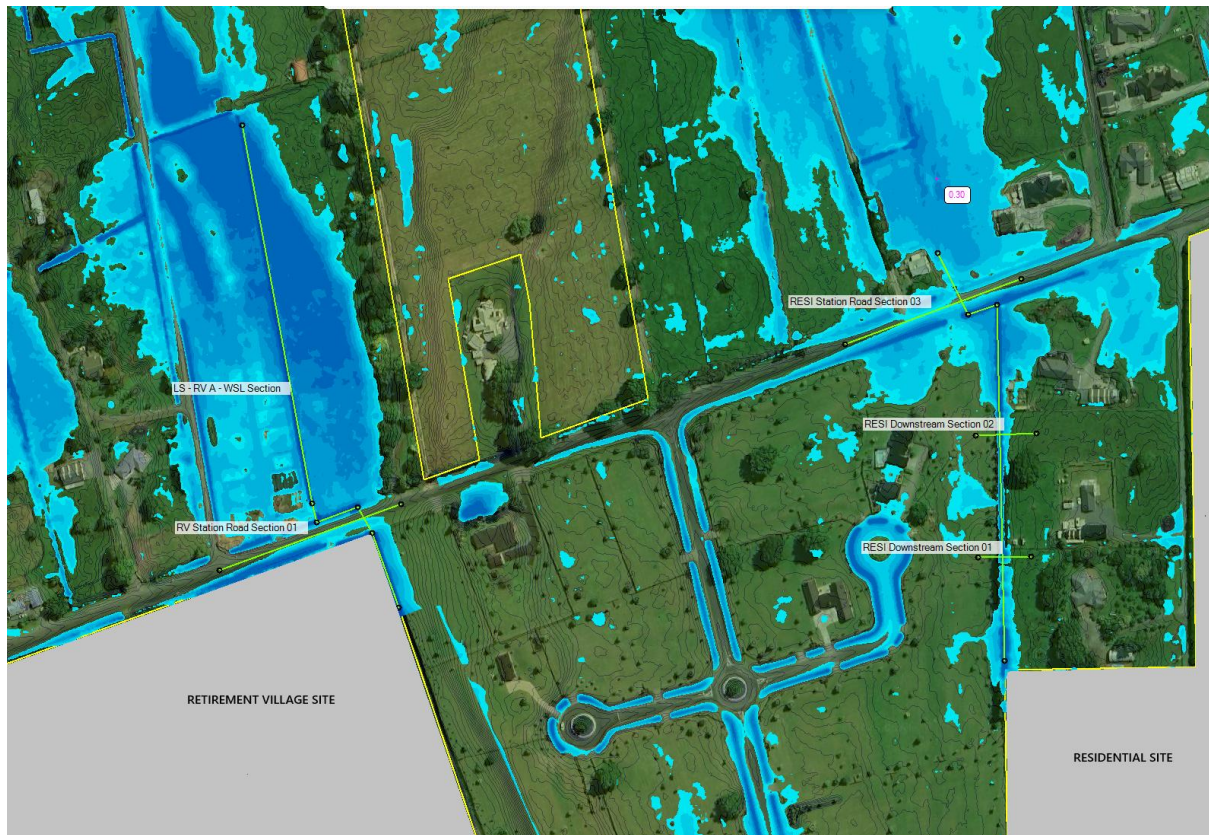 0.30
RESI Station Road Section 03
LS - RV A - WSL Section
RESI Downstream Section 02
RV Station Road Section 01
RESI Downstream Section 01
RETIREMENT VILLAGE SITE
RESIDENTIAL SITE